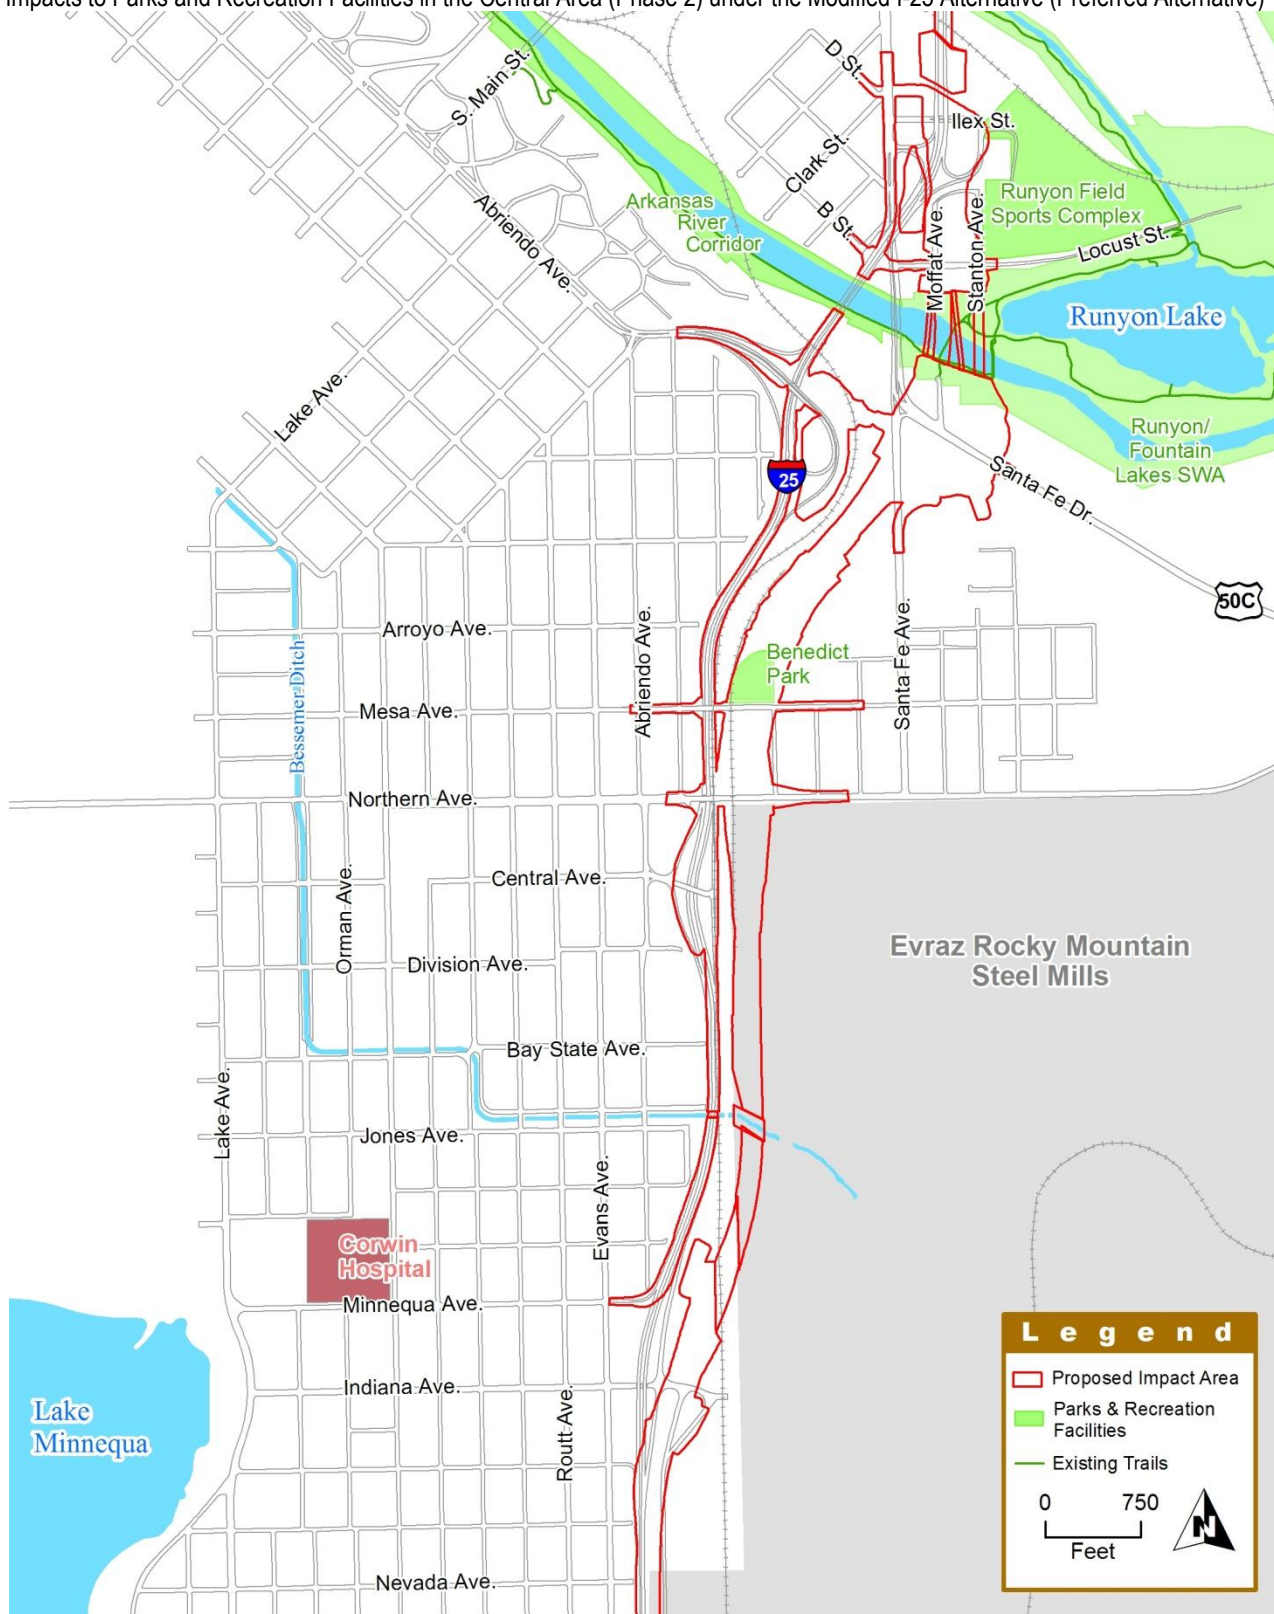 Impacts to Parks and Recreation Facilities in the Central Area (Phase 2) under the Modified I-25 Alternative (Preferred Alternative)
S. Main St.
D St.
Ilex St.
Clark St.
Runyon Field
Sports Complex
Arkansas
River
Corridor
B St.
Abriendo Ave.
Moffat Ave.
Stanton Ave.
Locust St.
Runyon Lake
Lake Ave.
Runyon/
Fountain
Lakes SWA
25
Santa Fe Dr.
50C
Arroyo Ave.
Abriendo Ave.
Benedict
Park
Santa Fe Ave.
Bessemer Ditch
Mesa Ave.
Northern Ave.
Central Ave.
Orman Ave.
Evraz Rocky Mountain
Steel Mills
Division Ave.
Bay State Ave.
Lake Ave.
Jones Ave.
Evans Ave.
Corwin
Hospital
Minnequa Ave.
Indiana Ave.
Lake
Minnequa
Routt Ave.
Nevada Ave.
Legend
Proposed Impact Area
Parks & Recreation
Facilities
Existing Trails
0 750
Feet
N